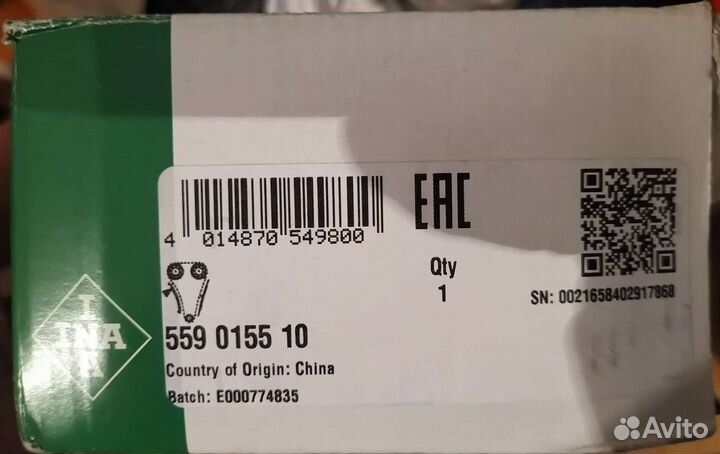 EAC
4 014870 549800
Qty
1
SN: 0021658402917868
INA
INA
559 0155 10
Country of Origin: China
Batch: E000774835
Avito